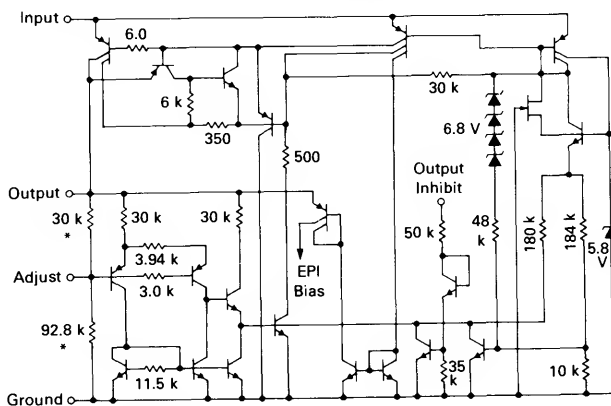 Input
6.0
6 k
350
30 k
6.8 V
500
Output
Inhibit
Output
30 k
*
30 k
30 k
50 k
48
k
180 k
184 k
5.8
V
3.94 k
EPI
Bias
Adjust
3.0 k
92.8 k
*
11.5 k
35
k
10 k
Ground